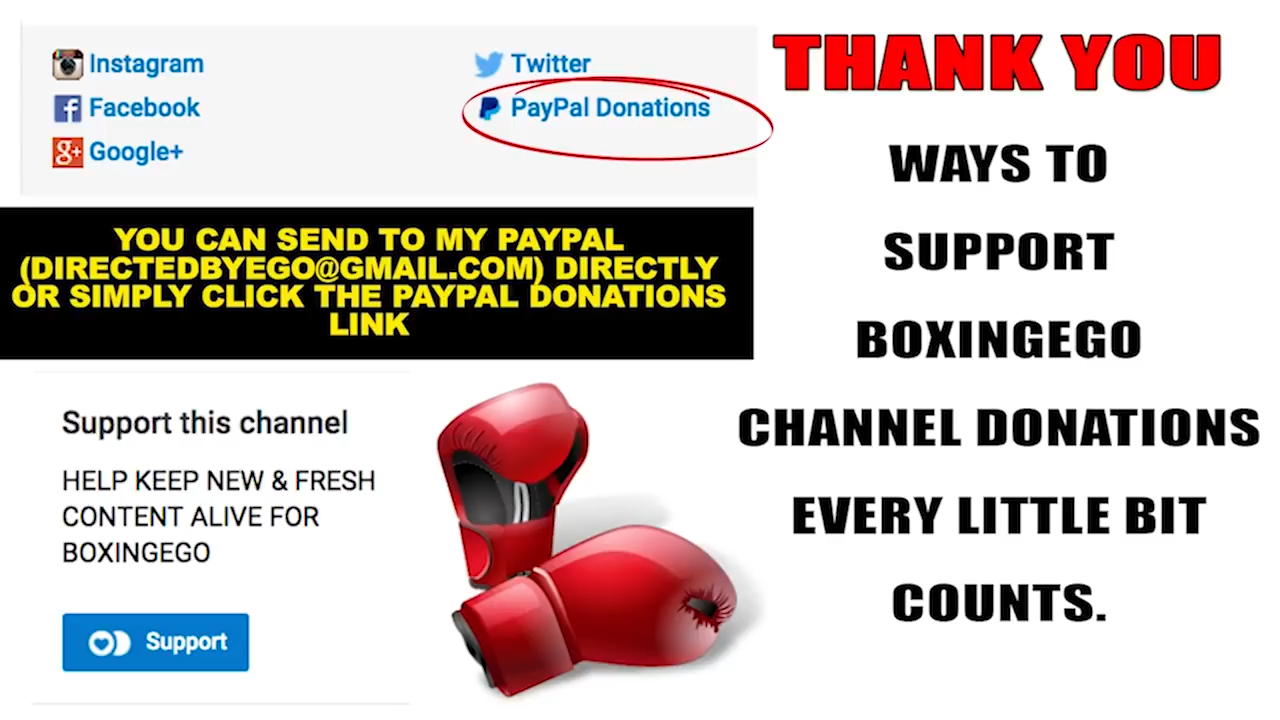 Instagram
Twitter
Facebook
PayPal Donations
Google+
YOU CAN SEND TO MY PAYPAL
(DIRECTEDBYEGO@GMAIL.COM) DIRECTLY
OR SIMPLY CLICK THE PAYPAL DONATIONS
LINK
Support this channel
HELP KEEP NEW & FRESH
CONTENT ALIVE FOR
BOXINGEGO
Support
THANK YOU
WAYS TO
SUPPORT
BOXINGEGO
CHANNEL DONATIONS
EVERY LITTLE BIT
COUNTS.